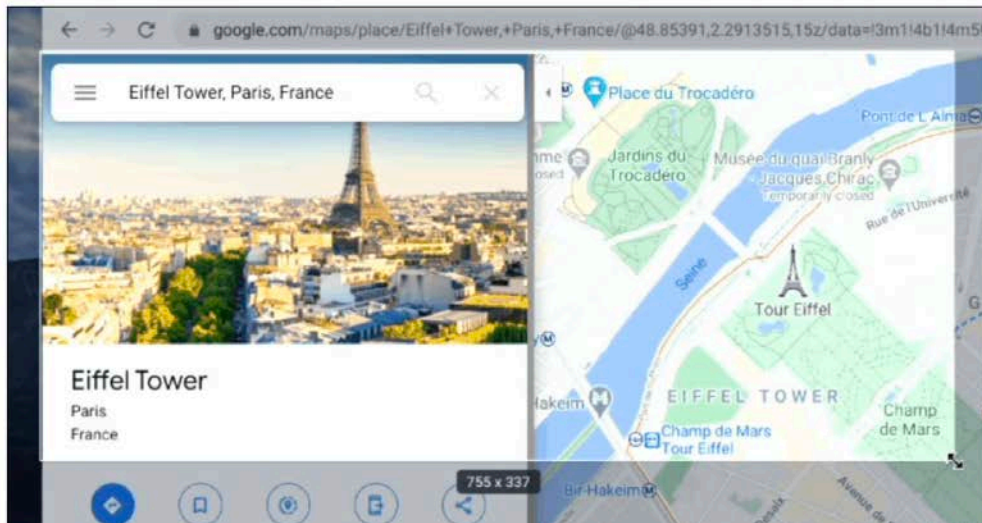 google.com/maps/place/Eiffel+Tower,+Paris,+France/@48.85391,2.2913515,15z/data=!3m1!4b1!4m5
Eiffel Tower, Paris, France
Eiffel Tower
Paris
France
755 x 337
Place du Trocadéro
Pont de L'Alma
Jardins du
Trocadéro
Musée du quai Branly
- Jacques Chirac
Temporarily closed
Rue de l'Université
Seine
Tour Eiffel
EIFFEL TOWER
Champ
de Mars
Champ de Mars
Tour Eiffel
Bir-Hakeim
Avenue de